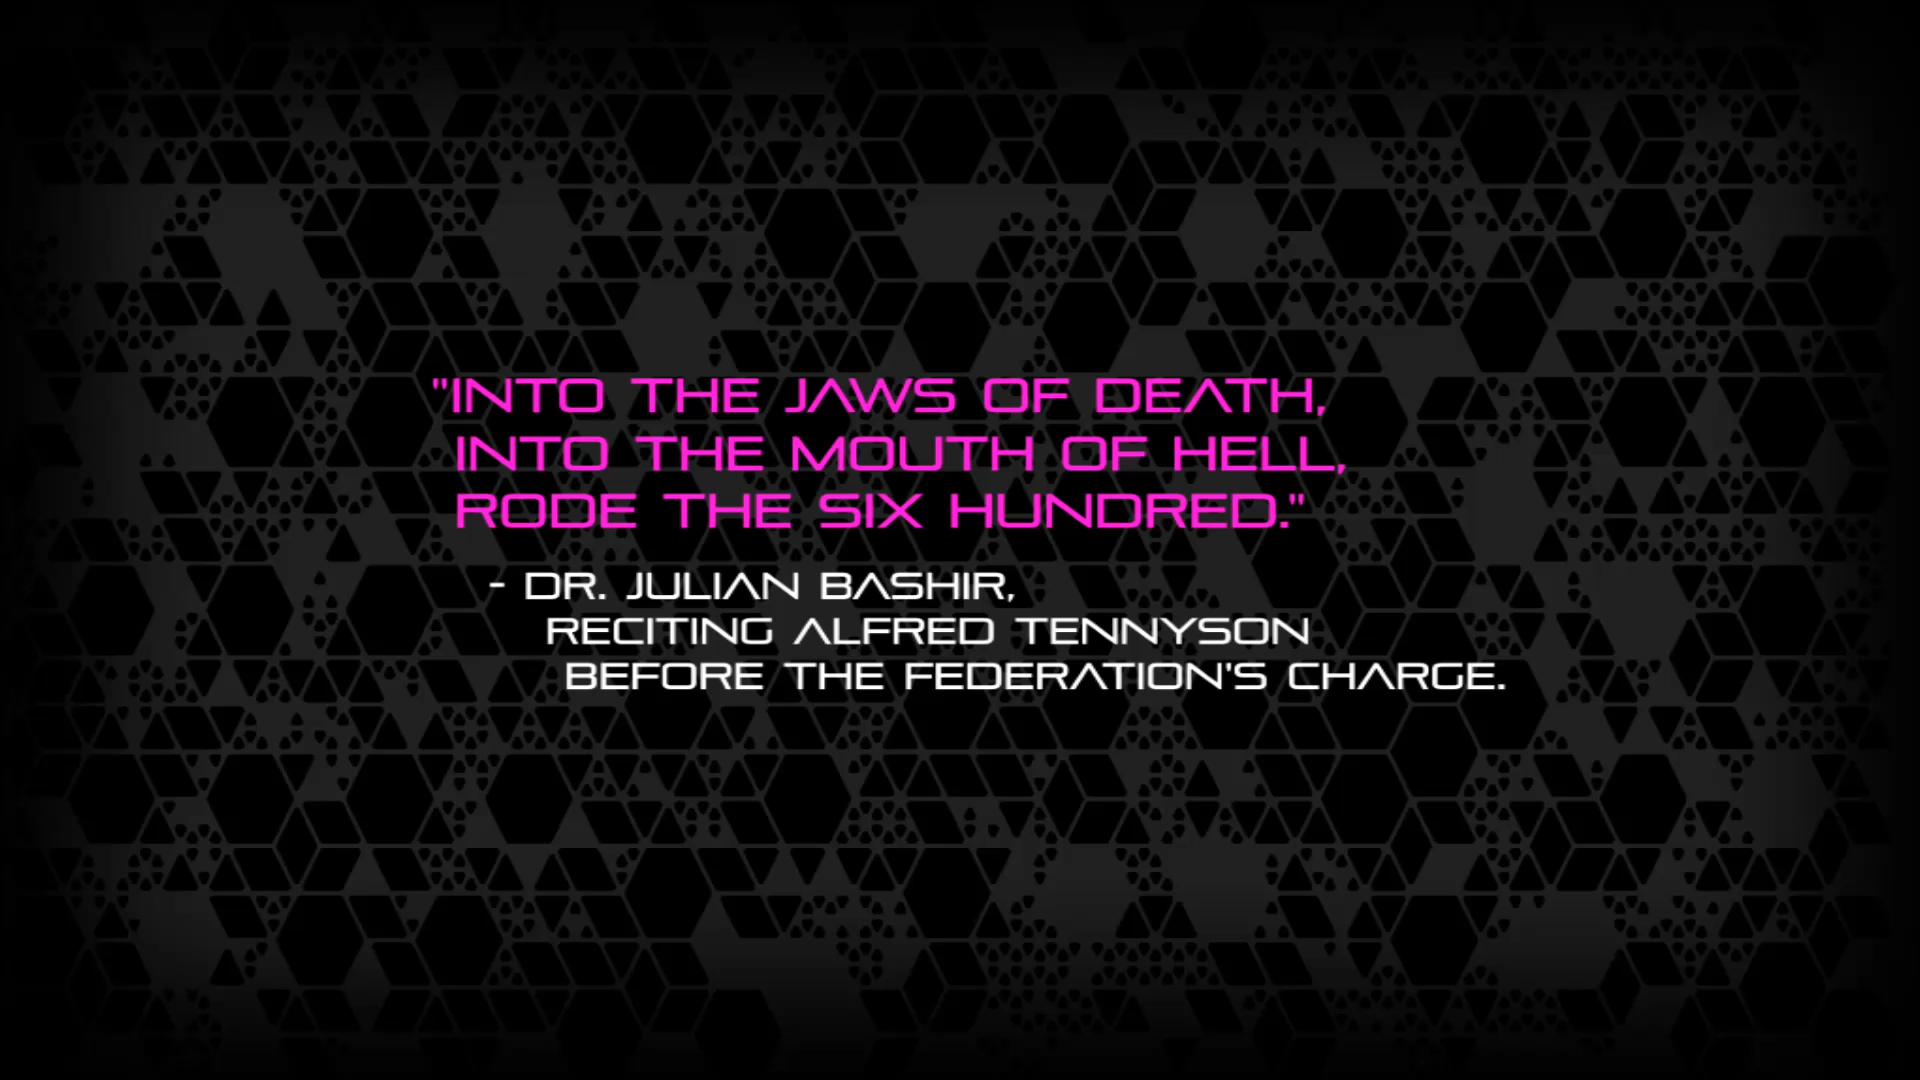 "INTO THE JAWS OF DEATH,
INTO THE MOUTH OF HELL,
RODE THE SIX HUNDRED."
- DR. JULIAN BASHIR,
RECITING ALFRED TENNYSON
BEFORE THE FEDERATION'S CHARGE.